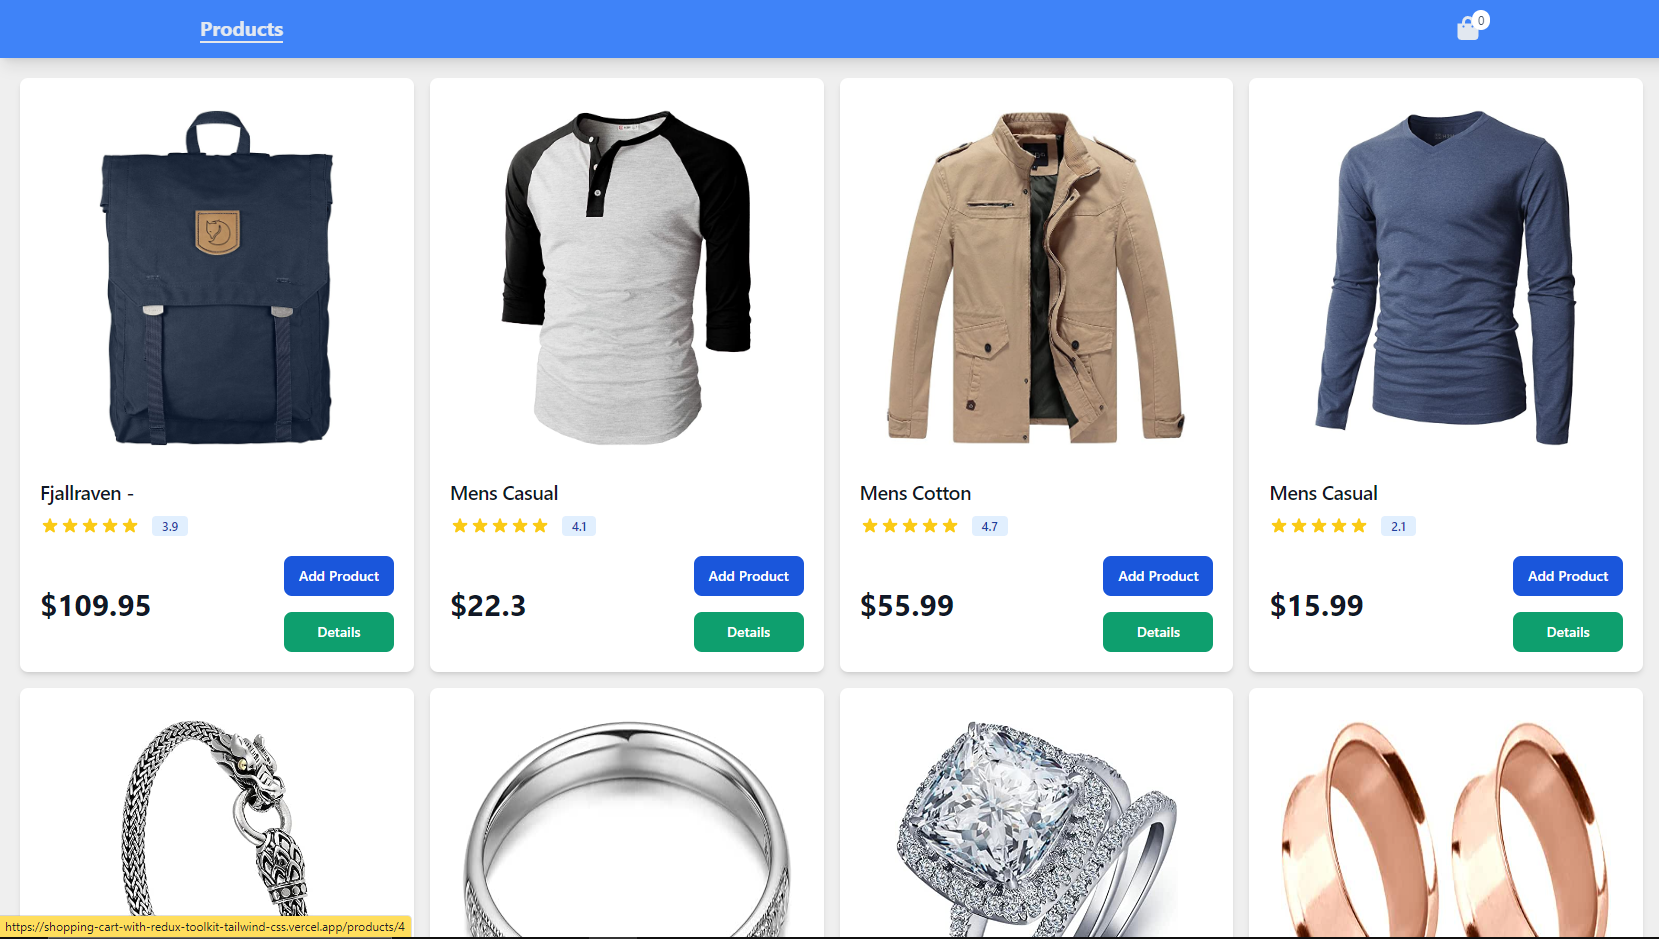 Products
0
Fjallraven -
3.9
$109.95
Add Product
Details
Mens Casual
4.1
$22.3
Add Product
Details
Mens Cotton
4.7
$55.99
Add Product
Details
Mens Casual
2.1
$15.99
Add Product
Details
https://shopping-cart-with-redux-toolkit-tailwind-css.vercel.app/products/4